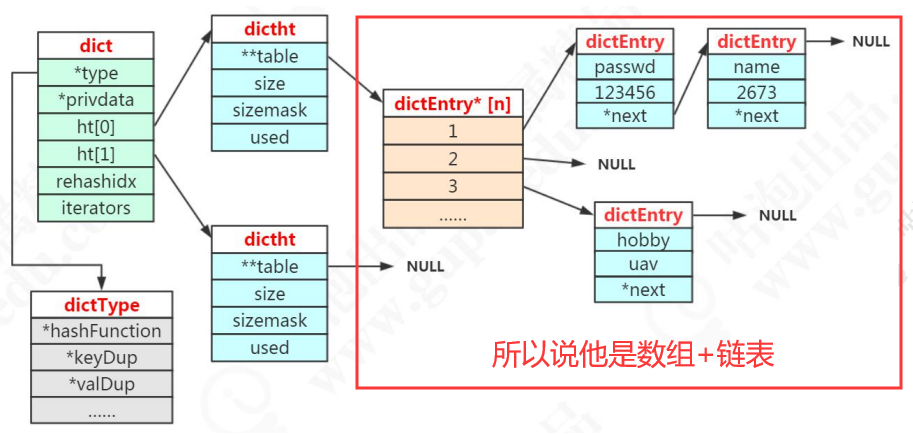 dict
*type
*privdata
ht[0]
ht[1]
rehashidx
iterators
dictType
*hashFunction
*keyDup
*valDup
......
dictht
**table
size
sizemask
used
dictht
**table
size
sizemask
used
NULL
dictEntry* [n]
1
2
3
......
dictEntry
passwd
123456
*next
dictEntry
name
2673
*next
NULL
NULL
dictEntry
hobby
uav
*next
NULL
所以说他是数组+链表